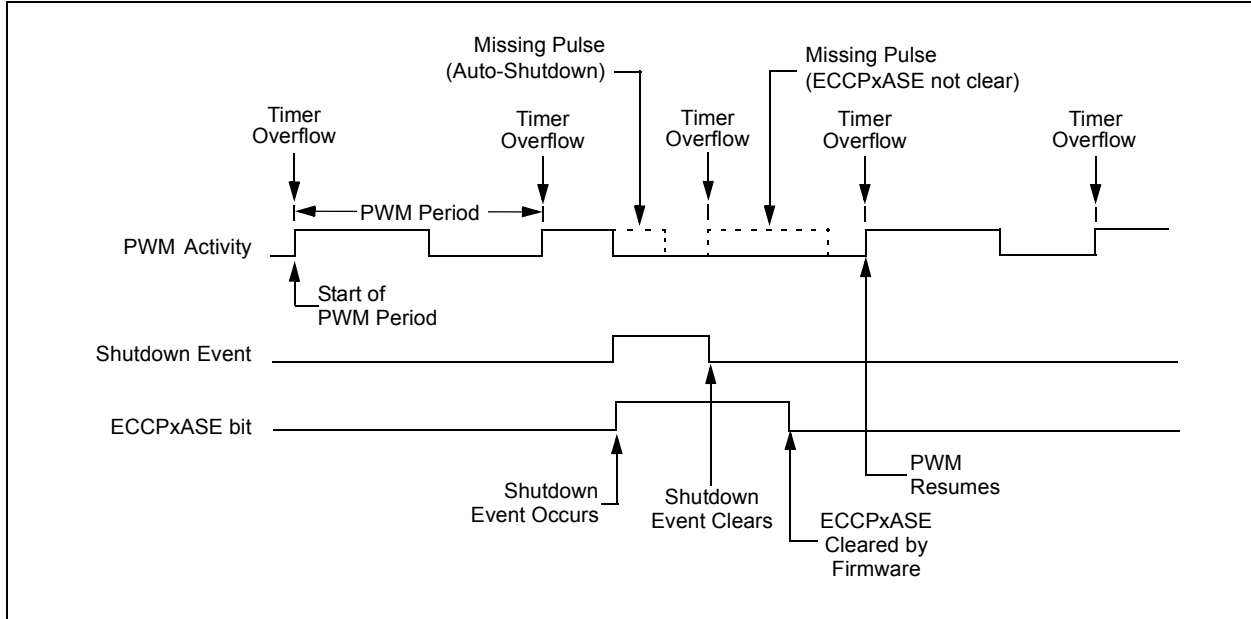 Missing Pulse
(Auto-Shutdown)
Missing Pulse
(ECCPxASE not clear)
Timer
Overflow
Timer
Overflow
Timer
Overflow
Timer
Overflow
Timer
Overflow
PWM Period
PWM Activity
Start of
PWM Period
Shutdown Event
ECCPxASE bit
Shutdown
Event Occurs
Shutdown
Event Clears
ECCPxASE
Cleared by
Firmware
PWM
Resumes